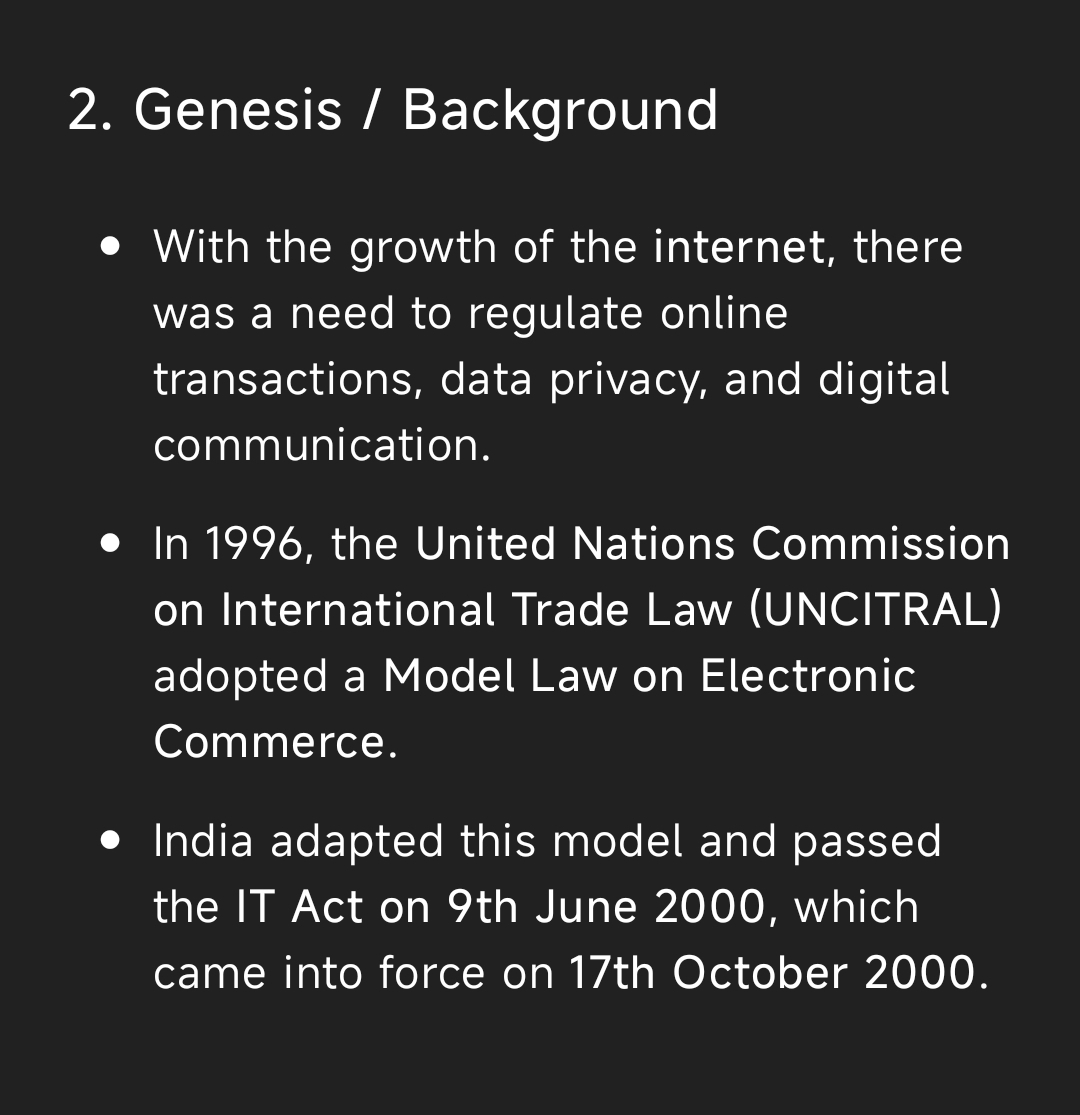 2. Genesis / Background
• With the growth of the internet, there
was a need to regulate online
transactions, data privacy, and digital
communication.
• In 1996, the United Nations Commission
on International Trade Law (UNCITRAL)
adopted a Model Law on Electronic
Commerce.
• India adapted this model and passed
the IT Act on 9th June 2000, which
came into force on 17th October 2000.